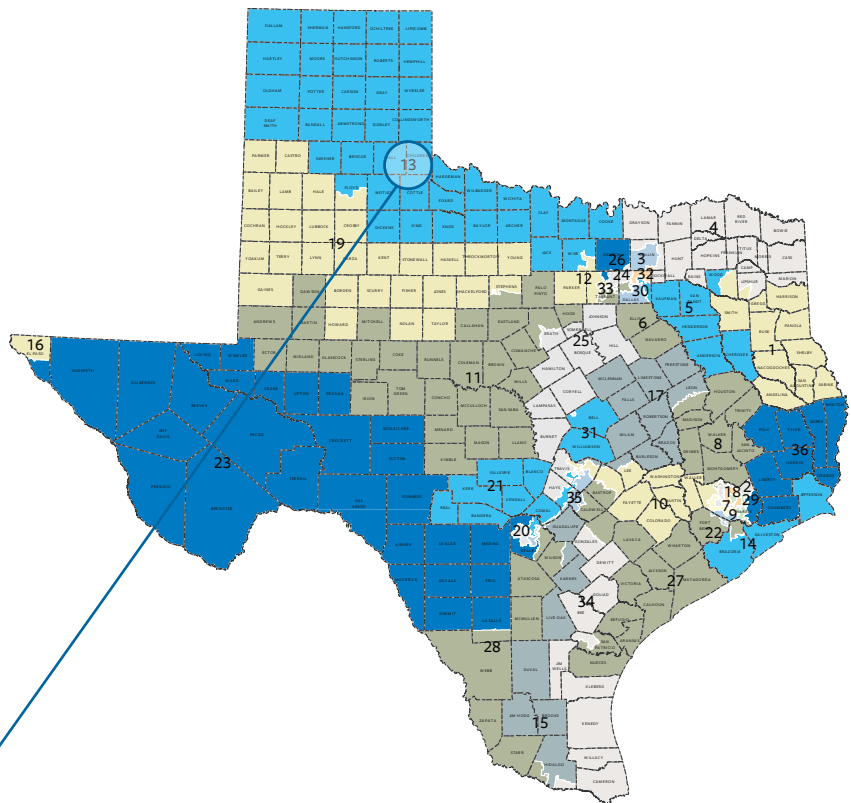 DALLAM SHERMAN HANSFORD OCHILTREE LIPSCOMB
HARTLEY MOORE HUTCHINSON ROBERTS HEMPHILL
OLDHAM POTTER CARSON GRAY WHEELER
DEAF SMITH RANDALL ARMSTRONG DONLEY COLLINGSWORTH
PARMER CASTRO SWISHER BRISCOE 13
BAILEY LAMB HALE FLOYD MOTLEY COTTLE HARDEMAN
FOARD WILBARGER WICHITA
COCHRAN HOCKLEY LUBBOCK CROSBY DICKENS KING KNOX BAYLOR ARCHER CLAY MONTAGUE COOKE GRAYSON FANNIN LAMAR RED RIVER BOWIE
4
19
YOAKUM TERRY LYNN GARZA KENT STONEWALL HASKELL THROCKMORTON YOUNG JACK WISE 26 3 HUNT DELTA HOPKINS FRANKLIN TITUS MORRIS CASS
CAMP MARION
GAINES DAWSON BORDEN SCURRY FISHER JONES SHACKELFORD STEPHENS PALO PINTO PARKER 12 24 32 33 30 TARRANT DALLAS ROCKWALL RAINS WOOD UPSHUR
KAUFMAN VAN ZANDT 5 SMITH GREGG HARRISON
ANDREWS MARTIN HOWARD MITCHELL NOLAN TAYLOR CALLAHAN EASTLAND ERATH HOOD SOMERVELL JOHNSON ELLIS 6 NAVARRO HENDERSON RUSK PANOLA
16
EL PASO
HUDSPETH CULBERSON LOVING WINKLER ECTOR MIDLAND GLASSCOCK STERLING COKE RUNNELS COLEMAN BROWN COMANCHE 25 BOSQUE HILL FREESTONE ANDERSON CHEROKEE 1 SHELBY
NACOGDOCHES SAN AUGUSTINE SABINE ANGELINA
REEVES WARD CRANE UPTON REAGAN IRION TOM GREEN CONCHO 11 MCCULLOCH SAN SABA MILLS HAMILTON CORYELL MCLENNAN LIMESTONE FALLS 17 LEON HOUSTON TRINITY
JEFF DAVIS PECOS CROCKETT SCHLEICHER MENARD MASON LLANO LAMPASAS BURNET BELL 31 MILAM ROBERTSON BRAZOS MADISON WALKER 8 SAN JACINTO POLK TYLER 36
23
SUTTON KIMBLE WILLIAMSON BURLESON GRIMES MONTGOMERY LIBERTY HARDIN
PRESIDIO BREWSTER TERRELL VAL VERDE EDWARDS KERR GILLESPIE 21 BLANCO KENDALL TRAVIS HAYS 35 BASTROP LEE WASHINGTON WALLER AUSTIN 10 FAYETTE COLORADO 18 2 29 7 9 CHAMBERS JEFFERSON
REAL BANDERA COMAL CALDWELL
KINNEY UVALDE MEDINA 20 BEXAR GUADALUPE GONZALES LAVACA WHARTON FORT BEND 22 BRAZORIA 14 GALVESTON
MAVERICK ZAVALA FRIO ATASCOSA WILSON KARNES DEWITT JACKSON MATAGORDA 27
DIMMIT LA SALLE MCMULLEN LIVE OAK BEE 34 GOLIAD VICTORIA CALHOUN REFUGIO ARANSAS
28
WEBB DUVAL JIM WELLS SAN PATRICIO NUECES
KLEBERG
ZAPATA JIM HOGG BROOKS 15 KENEDY
STARR HIDALGO WILLACY
CAMERON